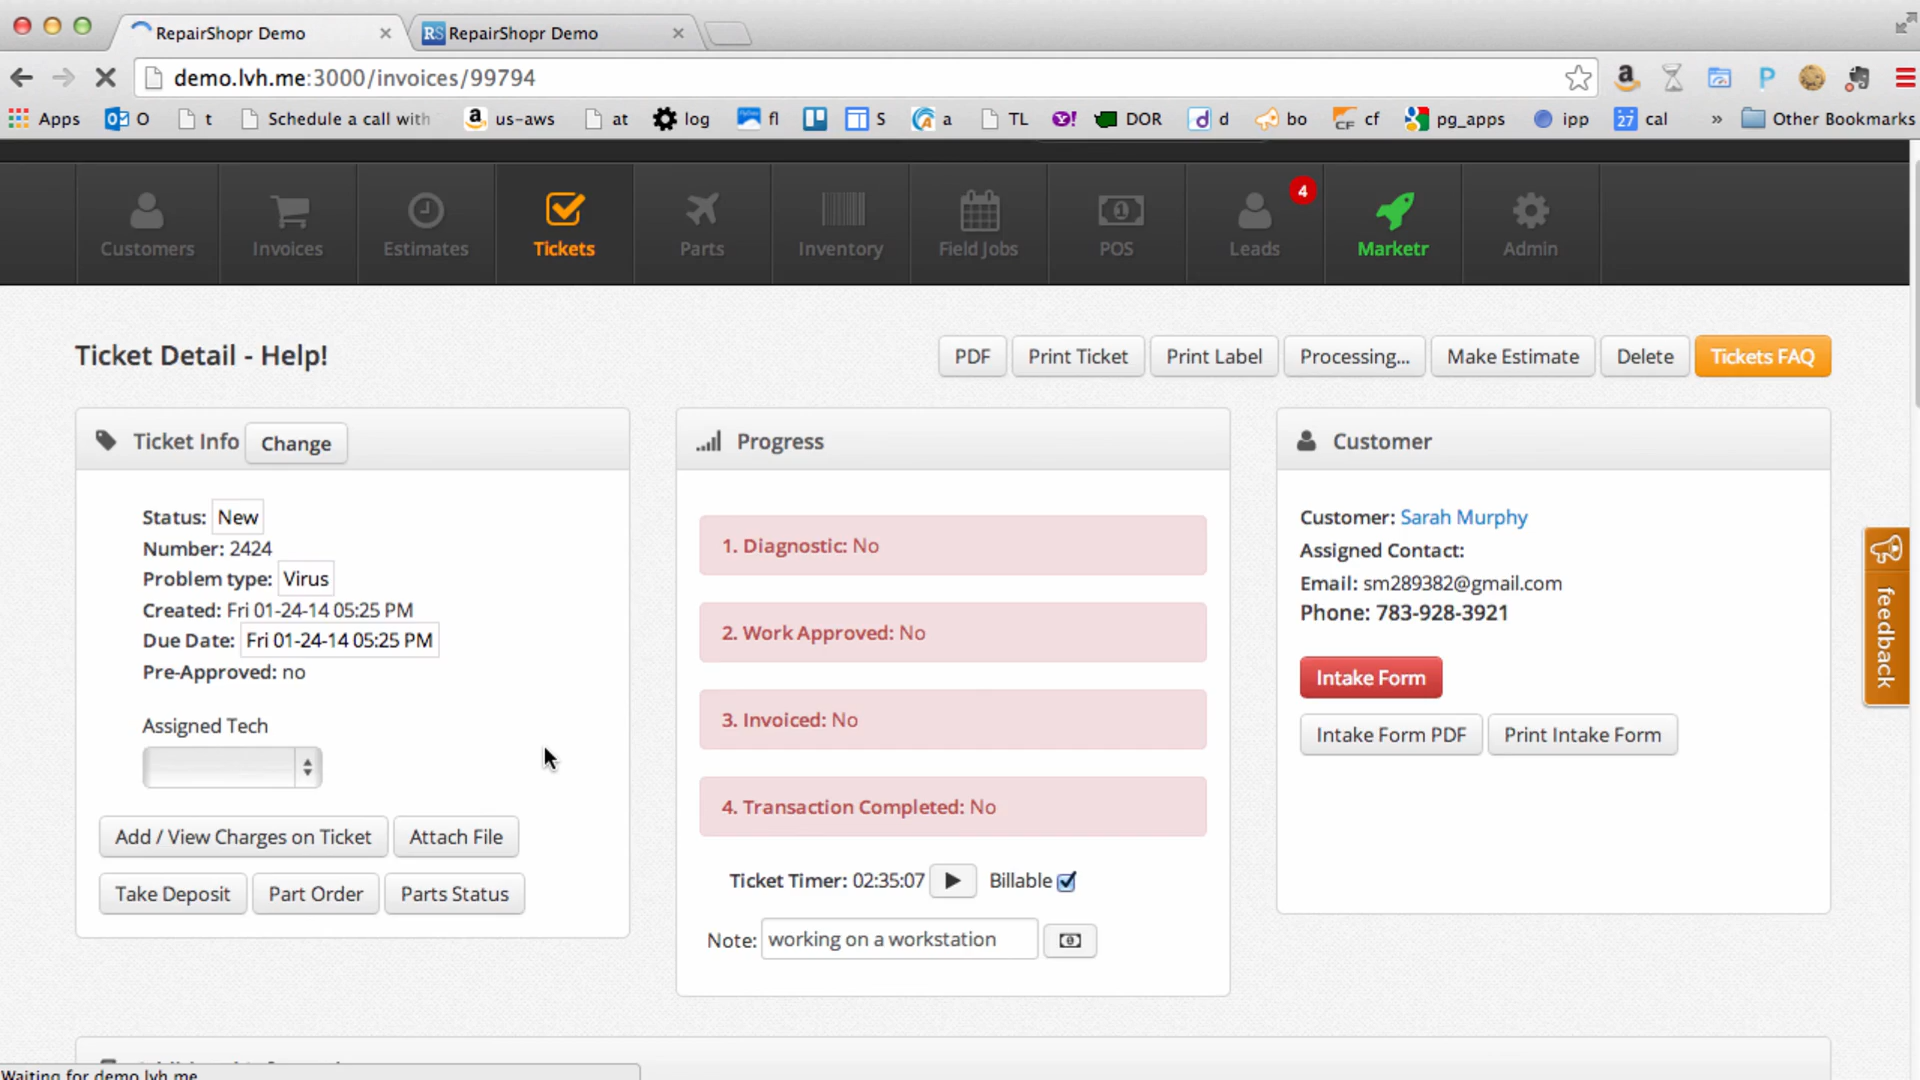 RepairShopr Demo
RS RepairShopr Demo
demo.lvh.me:3000/invoices/99794
Apps O t Schedule a call with us-aws at log fl S a TL DOR d bo cf pg_apps ipp 27 cal » Other Bookmarks
Customers Invoices Estimates Tickets Parts Inventory Field Jobs POS Leads 4 Marketr Admin
Ticket Detail - Help!
PDF Print Ticket Print Label Processing... Make Estimate Delete Tickets FAQ
Ticket Info Change
Status: New
Number: 2424
Problem type: Virus
Created: Fri 01-24-14 05:25 PM
Due Date: Fri 01-24-14 05:25 PM
Pre-Approved: no
Assigned Tech
Add / View Charges on Ticket Attach File
Take Deposit Part Order Parts Status
Progress
1. Diagnostic: No
2. Work Approved: No
3. Invoiced: No
4. Transaction Completed: No
Ticket Timer: 02:35:07 Billable
Note: working on a workstation
Customer
Customer: Sarah Murphy
Assigned Contact:
Email: sm289382@gmail.com
Phone: 783-928-3921
Intake Form
Intake Form PDF Print Intake Form
feedback
Waiting for demo.lvh.me